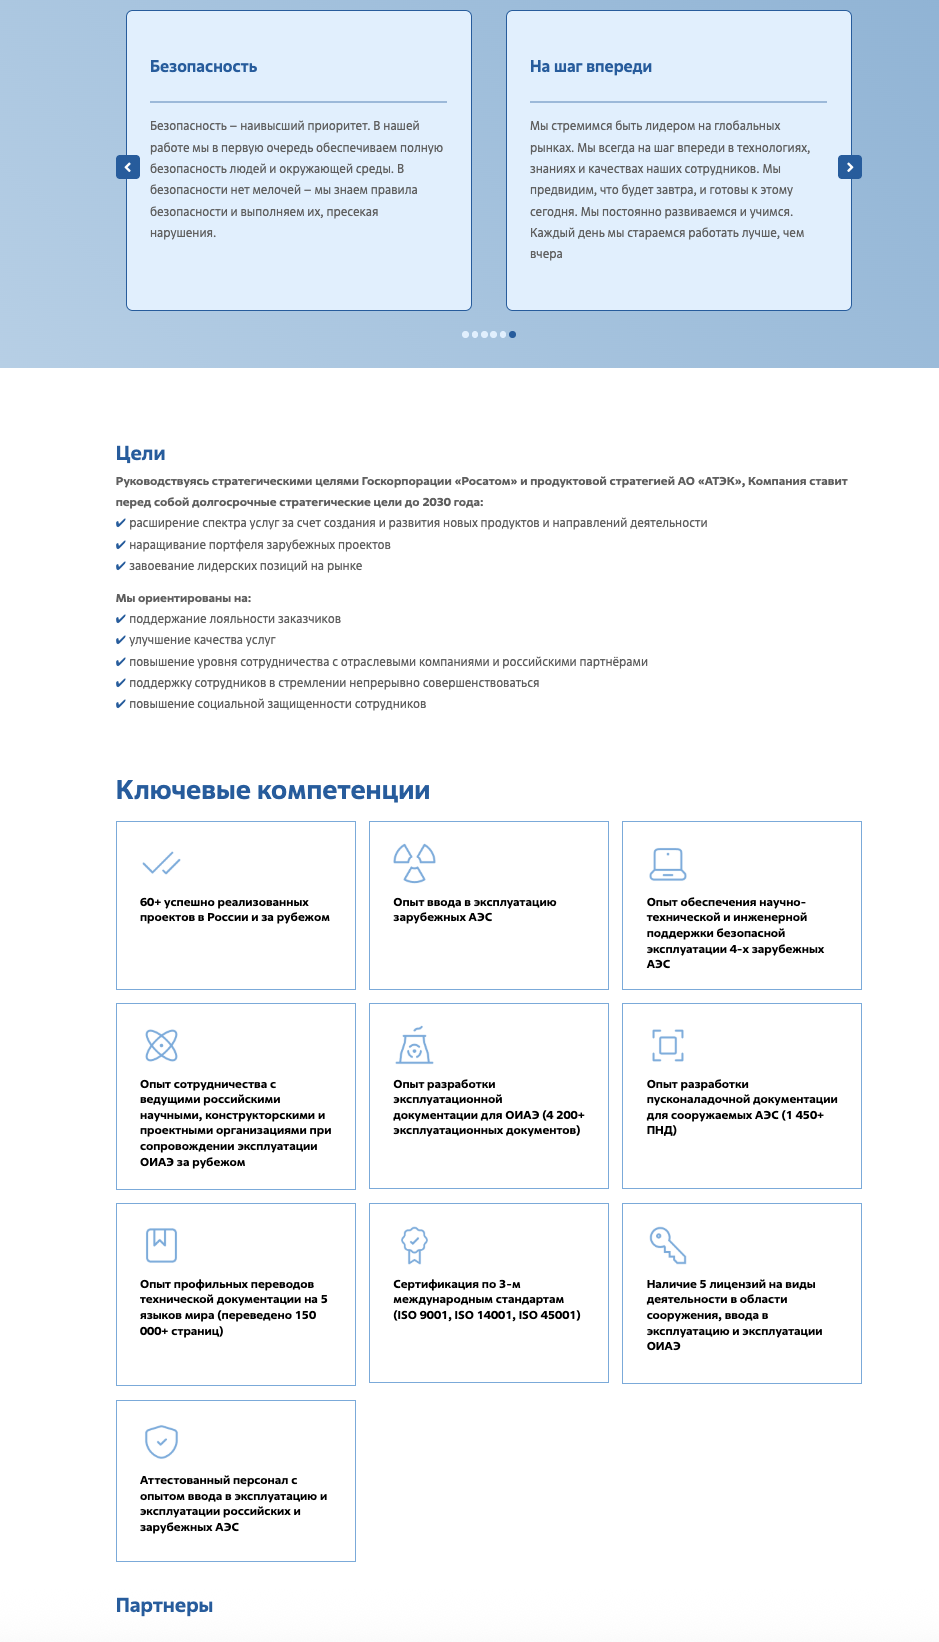 Безопасность
Безопасность – наивысший приоритет. В нашей
работе мы в первую очередь обеспечиваем полную
безопасность людей и окружающей среды. В
безопасности нет мелочей – мы знаем правила
безопасности и выполняем их, пресекая
нарушения.
На шаг впереди
Мы стремимся быть лидером на глобальных
рынках. Мы всегда на шаг впереди в технологиях,
знаниях и качествах наших сотрудников. Мы
предвидим, что будет завтра, и готовы к этому
сегодня. Мы постоянно развиваемся и учимся.
Каждый день мы стараемся работать лучше, чем
вчера
Цели
Руководствуясь стратегическими целями Госкорпорации «Росатом» и продуктовой стратегией АО «АТЭК», Компания ставит
перед собой долгосрочные стратегические цели до 2030 года:
✔ расширение спектра услуг за счет создания и развития новых продуктов и направлений деятельности
✔ наращивание портфеля зарубежных проектов
✔ завоевание лидерских позиций на рынке
Мы ориентированы на:
✔ поддержание лояльности заказчиков
✔ улучшение качества услуг
✔ повышение уровня сотрудничества с отраслевыми компаниями и российскими партнёрами
✔ поддержку сотрудников в стремлении непрерывно совершенствоваться
✔ повышение социальной защищенности сотрудников
Ключевые компетенции
60+ успешно реализованных
проектов в России и за рубежом
Опыт ввода в эксплуатацию
зарубежных АЭС
Опыт обеспечения научно-
технической и инженерной
поддержки безопасной
эксплуатации 4-х зарубежных
АЭС
Опыт сотрудничества с
ведущими российскими
научными, конструкторскими и
проектными организациями при
сопровождении эксплуатации
ОИАЭ за рубежом
Опыт разработки
эксплуатационной
документации для ОИАЭ (4 200+
эксплуатационных документов)
Опыт разработки
пусконаладочной документации
для сооружаемых АЭС (1 450+
ПНД)
Опыт профильных переводов
технической документации на 5
языков мира (переведено 150
000+ страниц)
Сертификация по 3-м
международным стандартам
(ISO 9001, ISO 14001, ISO 45001)
Наличие 5 лицензий на виды
деятельности в области
сооружения, ввода в
эксплуатацию и эксплуатации
ОИАЭ
Аттестованный персонал с
опытом ввода в эксплуатацию и
эксплуатации российских и
зарубежных АЭС
Партнеры